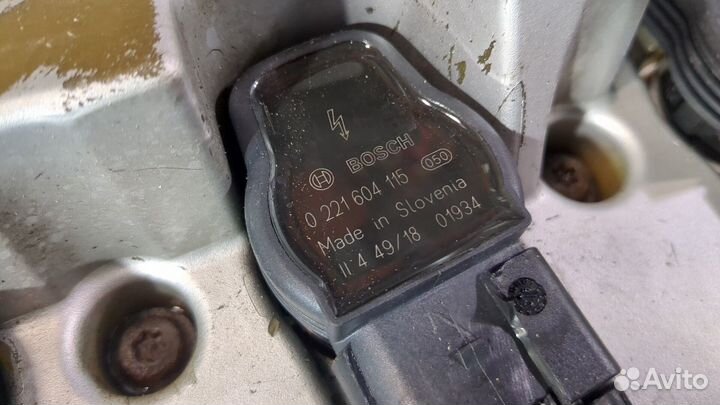 BOSCH
0 221 604 115 050
Made in Slovenia
II 4 49/18 01934
Avito